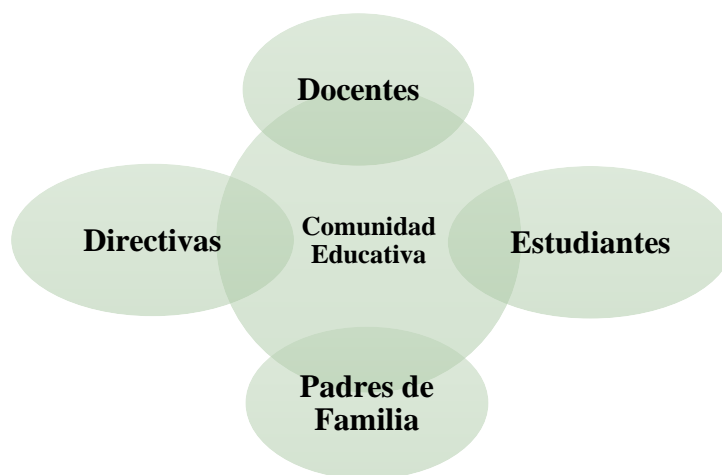 Docentes
Directivas
Comunidad
Educativa
Estudiantes
Padres de
Familia